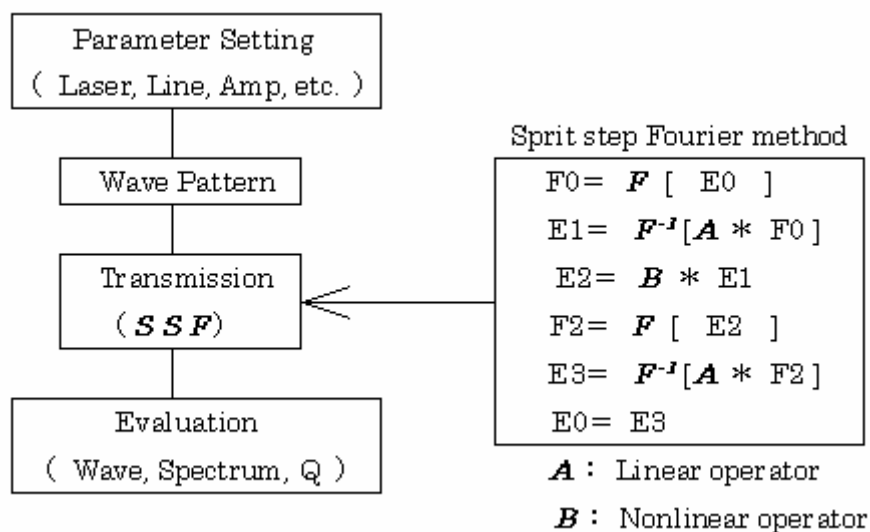 Parameter Setting
( Laser, Line, Amp, etc. )
Wave Pattern
Transmission
(SSF)
Evaluation
( Wave, Spectrum, Q )
Sprit step Fourier method
F0= F [ E0 ]
E1= F⁻¹[A * F0]
E2= B * E1
F2= F [ E2 ]
E3= F⁻¹[A * F2]
E0= E3
A : Linear operator
B : Nonlinear operator